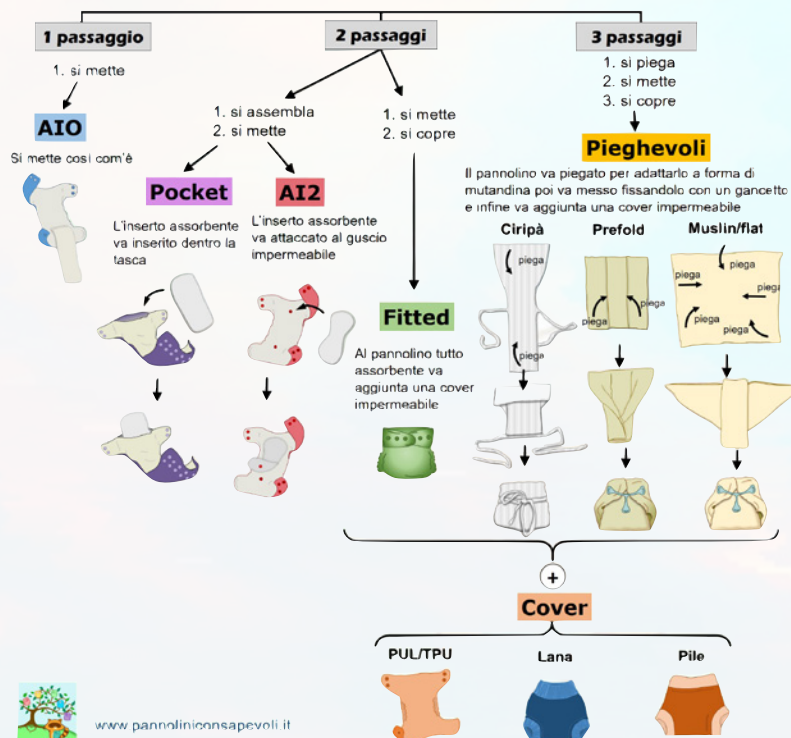 1 passaggio
1. si mette
AIO
Si mette così com'è
2 passaggi
1. si assembla
2. si mette
Pocket
L'inserto assorbente
va inserito dentro la
tasca
AI2
L'inserto assorbente
va attaccato al guscio
impermeabile
1. si mette
2. si copre
Fitted
Al pannolino tutto
assorbente va
aggiunta una cover
impermeabile
3 passaggi
1. si piega
2. si mette
3. si copre
Pieghevoli
Il pannolino va piegato per adattarlo a forma di
mutandina poi va messo fissandolo con un gancetto
e infine va aggiunta una cover impermeabile
Ciripà
piega
piega
Prefold
piega
piega
Muslin/flat
piega
piega
piega
piega
piega
+
Cover
PUL/TPU
Lana
Pile
www.pannoliniconsapevoli.it